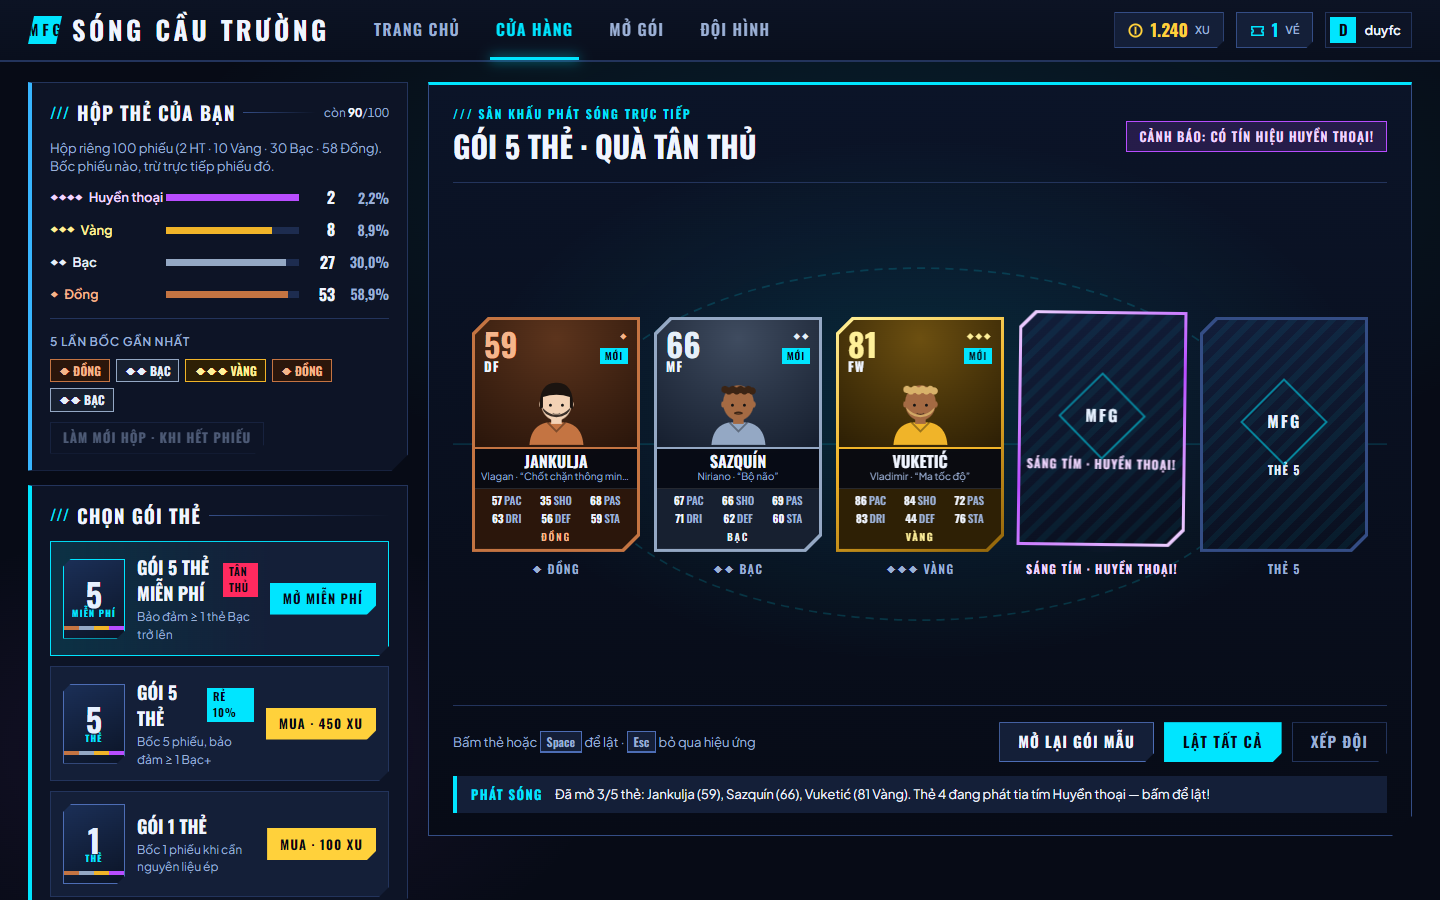 MFG SÓNG CẦU TRƯỜNG
TRANG CHỦ
CỬA HÀNG
MỞ GÓI
ĐỘI HÌNH
1.240 XU
1 VÉ
D duyfc
/// HỘP THẺ CỦA BẠN
còn 90/100
Hộp riêng 100 phiếu (2 HT · 10 Vàng · 30 Bạc · 58 Đồng).
Bốc phiếu nào, trừ trực tiếp phiếu đó.
Huyền thoại 2 2,2%
Vàng 8 8,9%
Bạc 27 30,0%
Đồng 53 58,9%
5 LẦN BỐC GẦN NHẤT
ĐỒNG
BẠC
VÀNG
ĐỒNG
BẠC
LÀM MỚI HỘP · KHI HẾT PHIẾU
/// CHỌN GÓI THẺ
5
MIỄN PHÍ
GÓI 5 THẺ
MIỄN PHÍ
TÂN
THỦ
Bảo đảm ≥ 1 thẻ Bạc
trở lên
MỞ MIỄN PHÍ
5
THẺ
GÓI 5
THẺ
RẺ
10%
Bốc 5 phiếu, bảo
đảm ≥ 1 Bạc+
MUA · 450 XU
1
THẺ
GÓI 1 THẺ
Bốc 1 phiếu khi cần
nguyên liệu ép
MUA · 100 XU
/// SÂN KHẤU PHÁT SÓNG TRỰC TIẾP
GÓI 5 THẺ · QUÀ TÂN THỦ
CẢNH BÁO: CÓ TÍN HIỆU HUYỀN THOẠI!
59
DF
MỚI
JANKULJA
Vlagan · “Chốt chặn thông min…
57 PAC 35 SHO 68 PAS
63 DRI 56 DEF 59 STA
ĐỒNG
ĐỒNG
66
MF
MỚI
SAZQUÍN
Niriano · “Bộ não”
67 PAC 66 SHO 69 PAS
71 DRI 62 DEF 60 STA
BẠC
BẠC
81
FW
MỚI
VUKETIĆ
Vladimir · “Ma tốc độ”
86 PAC 84 SHO 72 PAS
83 DRI 44 DEF 76 STA
VÀNG
VÀNG
MFG
SÁNG TÍM · HUYỀN THOẠI!
SÁNG TÍM · HUYỀN THOẠI!
MFG
THẺ 5
THẺ 5
Bấm thẻ hoặc Space để lật · Esc bỏ qua hiệu ứng
MỞ LẠI GÓI MẪU
LẬT TẤT CẢ
XẾP ĐỘI
PHÁT SÓNG Đã mở 3/5 thẻ: Jankulja (59), Sazquín (66), Vuketić (81 Vàng). Thẻ 4 đang phát tia tím Huyền thoại — bấm để lật!